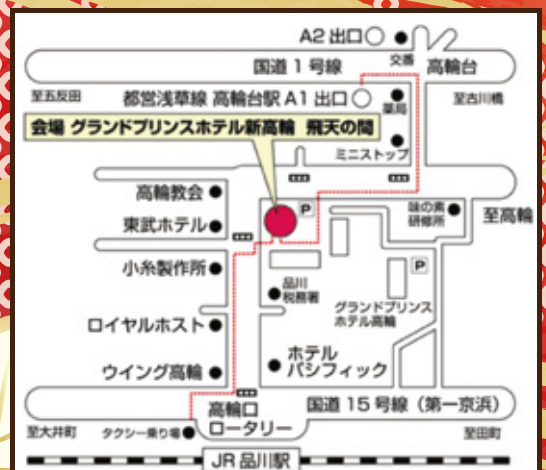 A2 出口
交番
国道 1 号線
高輪台
至五反田
都営浅草線 高輪台駅 A1 出口
薬局
至古川橋
会場 グランドプリンスホテル新高輪 飛天の間
ミニストップ
高輪教会
P
味の素
研修所
至高輪
東武ホテル
小糸製作所
P
品川
税務署
グランドプリンス
ホテル高輪
ロイヤルホスト
ホテル
パシフィック
ウイング高輪
高輪口
ロータリー
国道 15 号線（第一京浜）
至大井町
タクシー乗り場
至田町
JR 品川駅